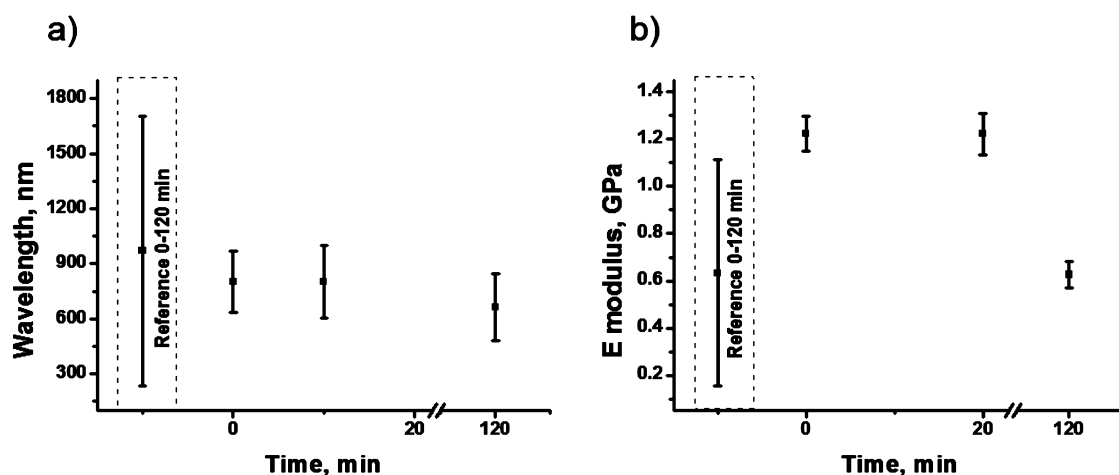 a)
Wavelength, nm
1800
1500
1200
900
600
300
Reference 0-120 min
0
20
120
Time, min
b)
E modulus, GPa
1.4
1.2
1.0
0.8
0.6
0.4
0.2
Reference 0-120 min
0
20
120
Time, min